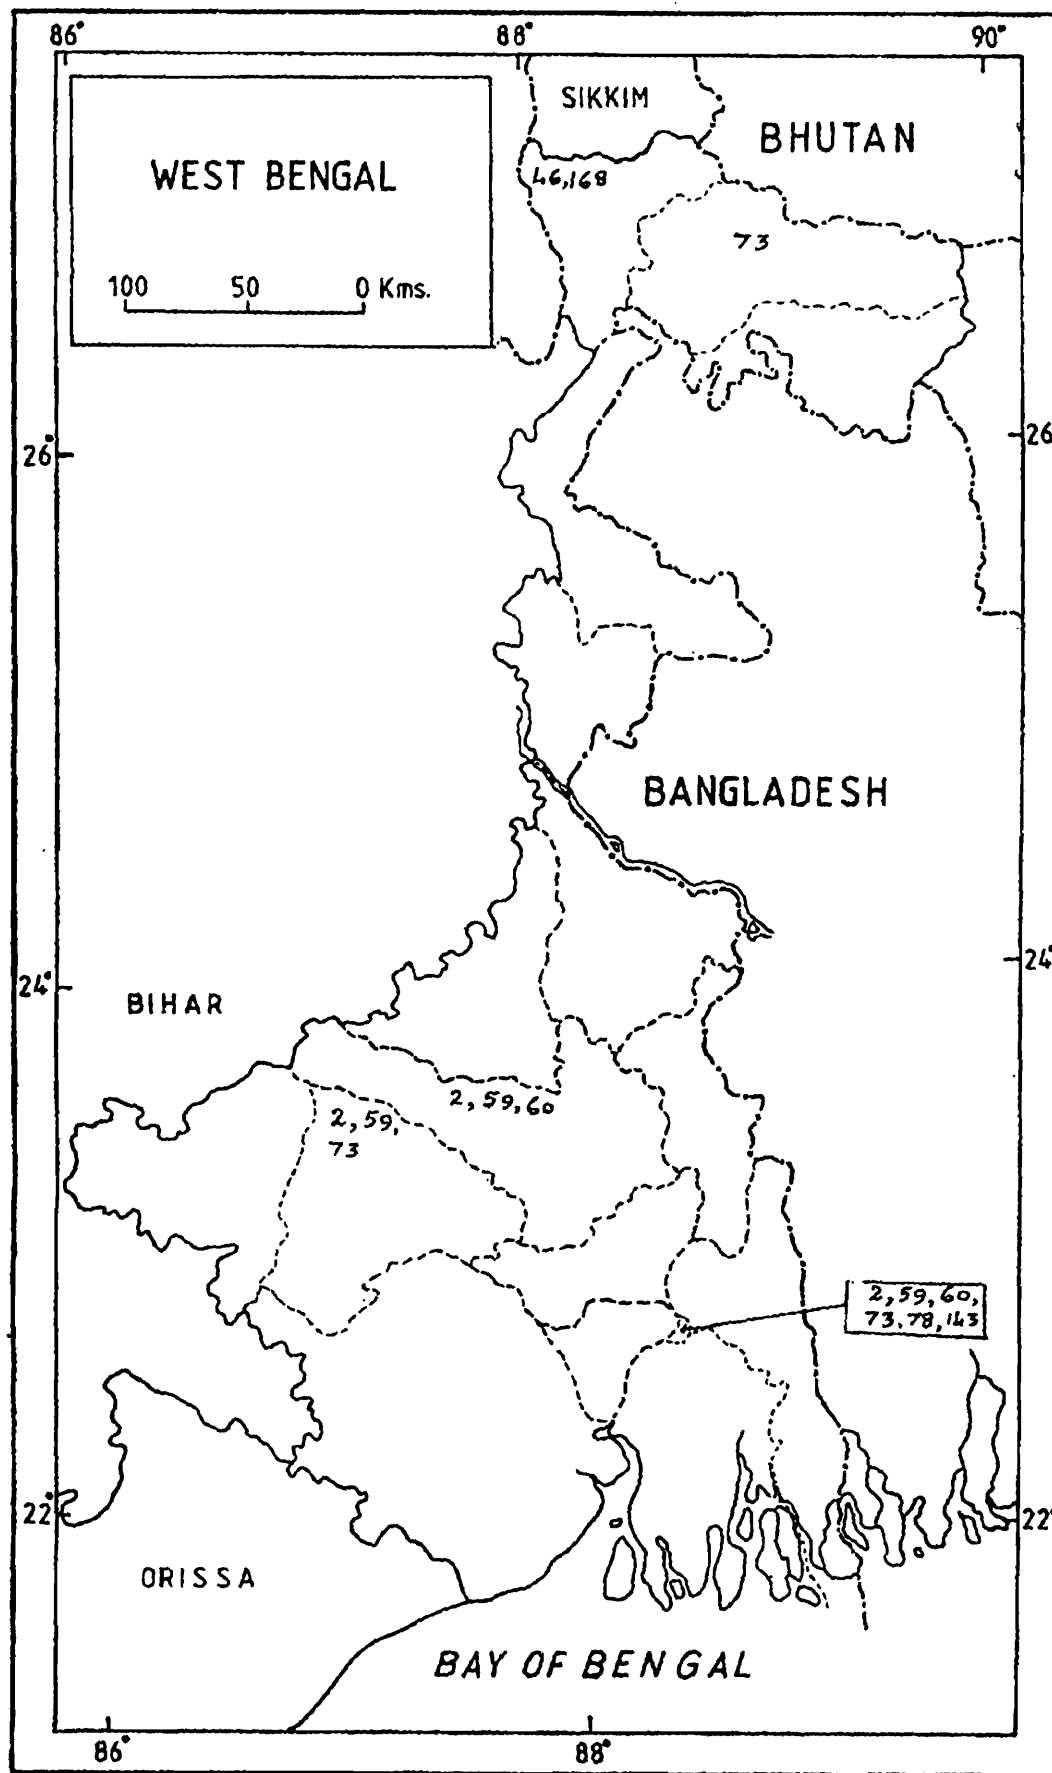 86° 88° 90°
SIKKIM
BHUTAN
WEST BENGAL
46,168
73
100 50 0 Kms.
26° 26°
BANGLADESH
24° 24°
BIHAR
2, 59, 60
2, 59,
73
2, 59, 60,
73, 78, 143
22° 22°
ORISSA
BAY OF BENGAL
86° 88°